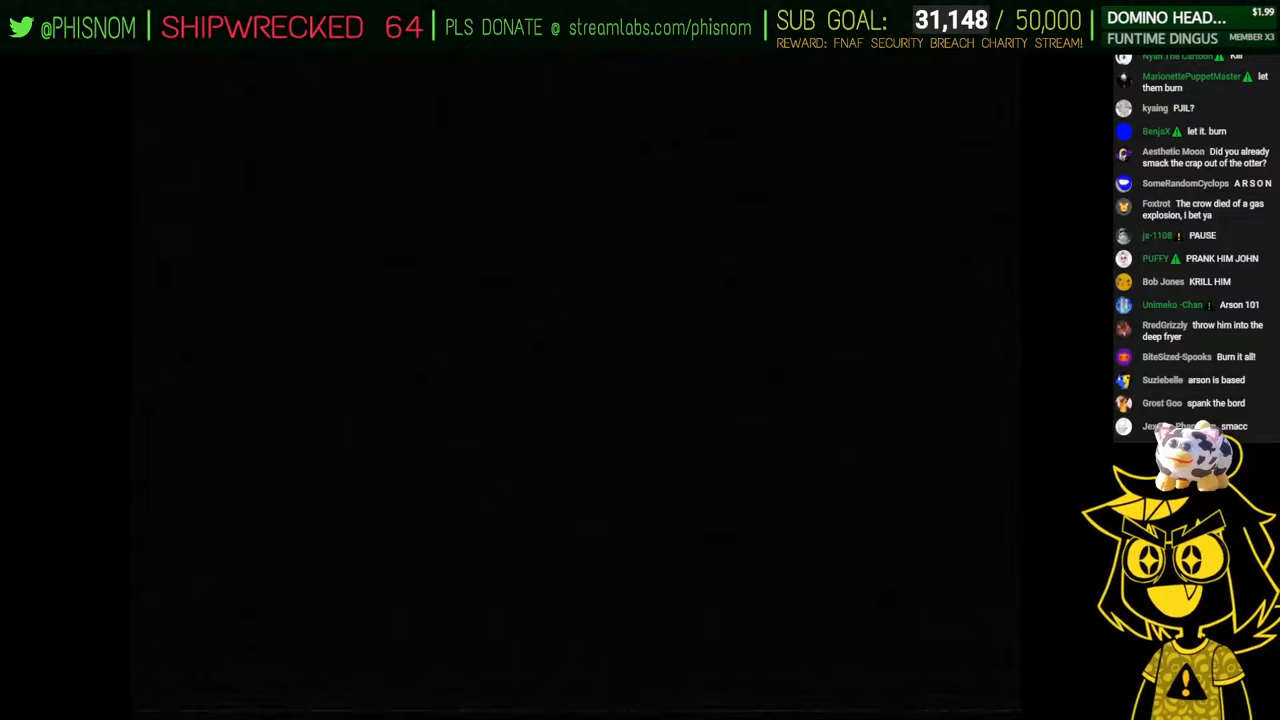 @PHISNOM | SHIPWRECKED 64 | PLS DONATE @ streamlabs.com/phisnom | SUB GOAL: 31,148 / 50,000
REWARD: FNAF SECURITY BREACH CHARITY STREAM!
DOMINO HEAD... $1.99
FUNTIME DINGUS MEMBER X3
Nyan The Cartoon Kill
MarionettePuppetMaster let
them burn
kyaing
BenjaX let it. burn
Aesthetic Moon Did you already
smack the crap out of the otter?
SomeRandomCyclops A R S O N
Foxtrot The crow died of a gas
explosion, I bet ya
js-1108 PAUSE
PUFFY PRANK HIM JOHN
Bob Jones KRILL HIM
Unimeko -Chan Arson 101
RredGrizzly throw him into the
deep fryer
BiteSized-Spooks Burn it all!
Suziebelle arson is based
Grost Goo spank the bord
smacc